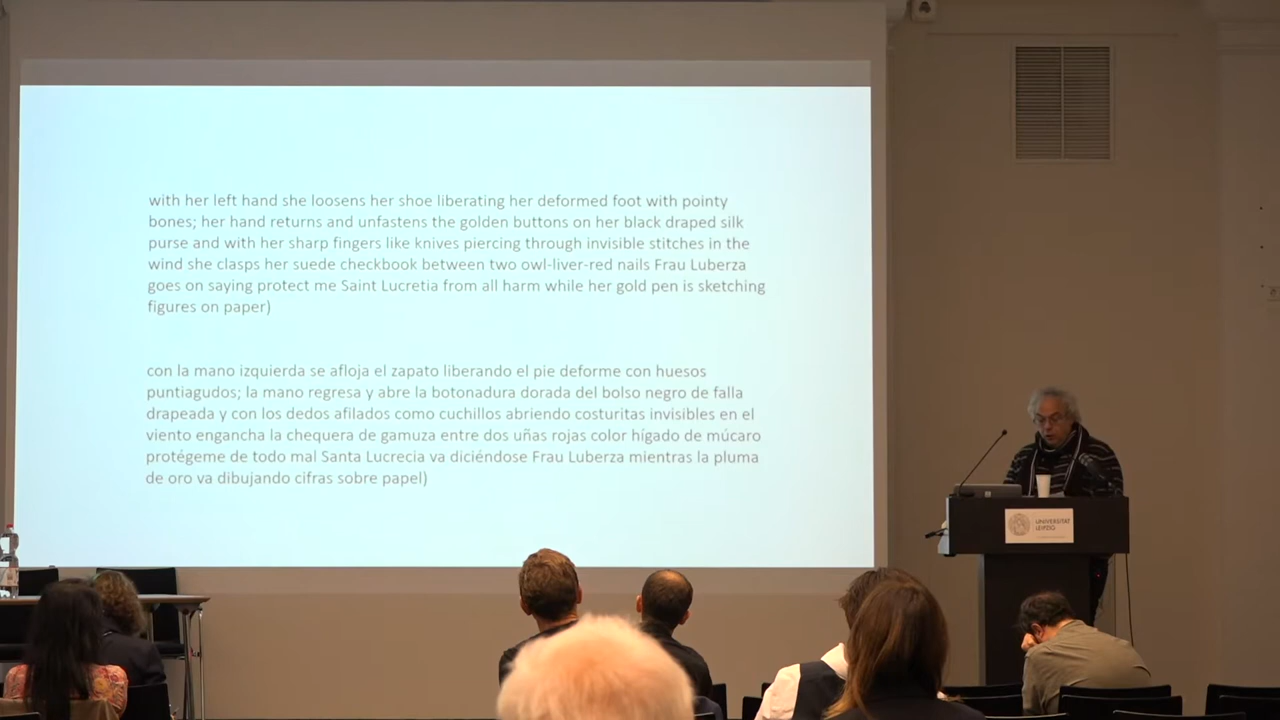 with her left hand she loosens her shoe liberating her deformed foot with pointy
bones; her hand returns and unfastens the golden buttons on her black draped silk
purse and with her sharp fingers like knives piercing through invisible stitches in the
wind she clasps her suede checkbook between two owl-liver-red nails Frau Luberza
goes on saying protect me Saint Lucretia from all harm while her gold pen is sketching
figures on paper)
con la mano izquierda se afloja el zapato liberando el pie deforme con huesos
puntiagudos; la mano regresa y abre la botonadura dorada del bolso negro de falla
drapeada y con los dedos afilados como cuchillos abriendo costuritas invisibles en el
viento engancha la chequera de gamuza entre dos uñas rojas color hígado de múcaro
protégeme de todo mal Santa Lucrecia va diciéndose Frau Luberza mientras la pluma
de oro va dibujando cifras sobre papel)
UNIVERSITÄT
LEIPZIG